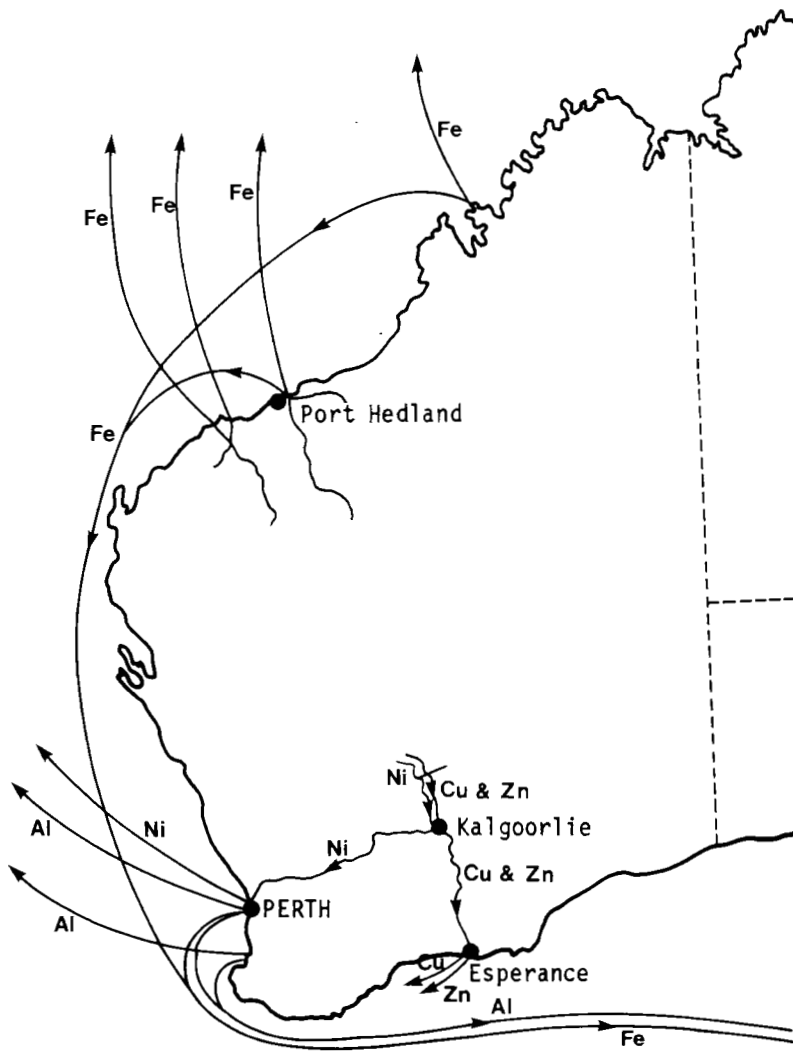 Fe
Fe
Fe
Fe
Port Hedland
Fe
Ni
Cu & Zn
Ni
Al
Kalgoorlie
Ni
Cu & Zn
PERTH
Al
Cu
Esperance
Zn
Al
Fe